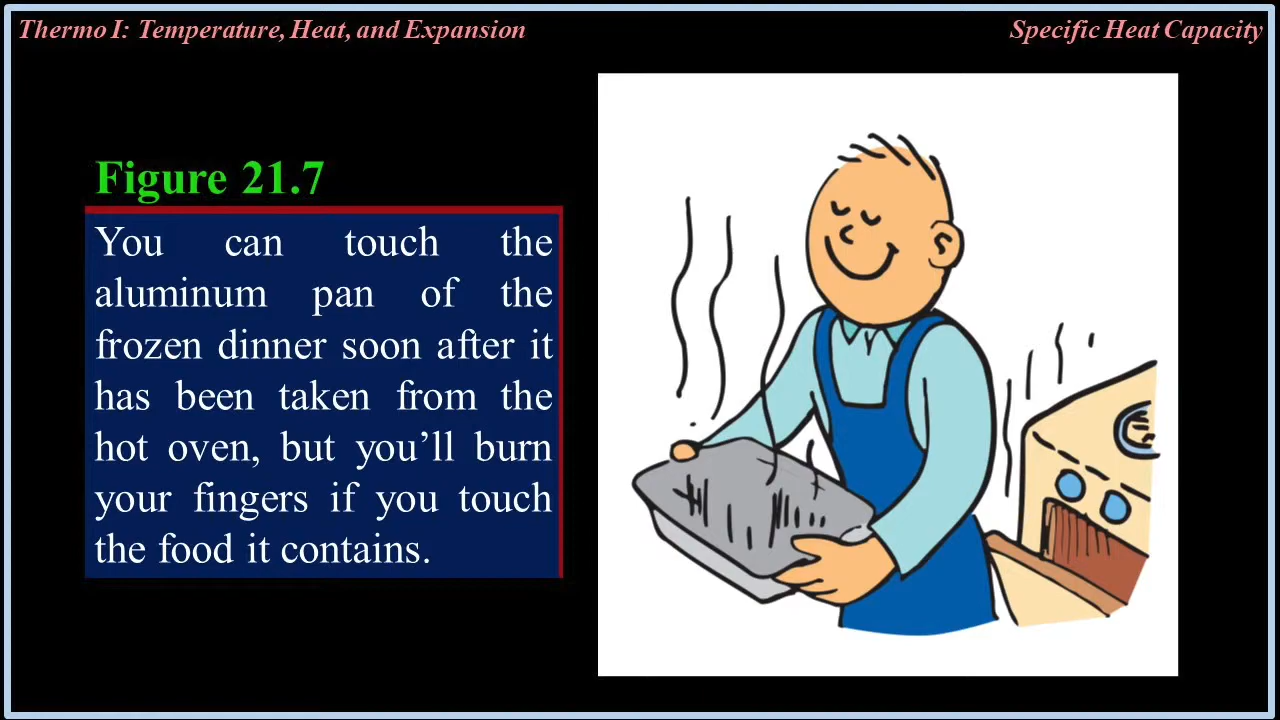 Thermo I: Temperature, Heat, and Expansion
Specific Heat Capacity
Figure 21.7
You can touch the
aluminum pan of the
frozen dinner soon after it
has been taken from the
hot oven, but you’ll burn
your fingers if you touch
the food it contains.